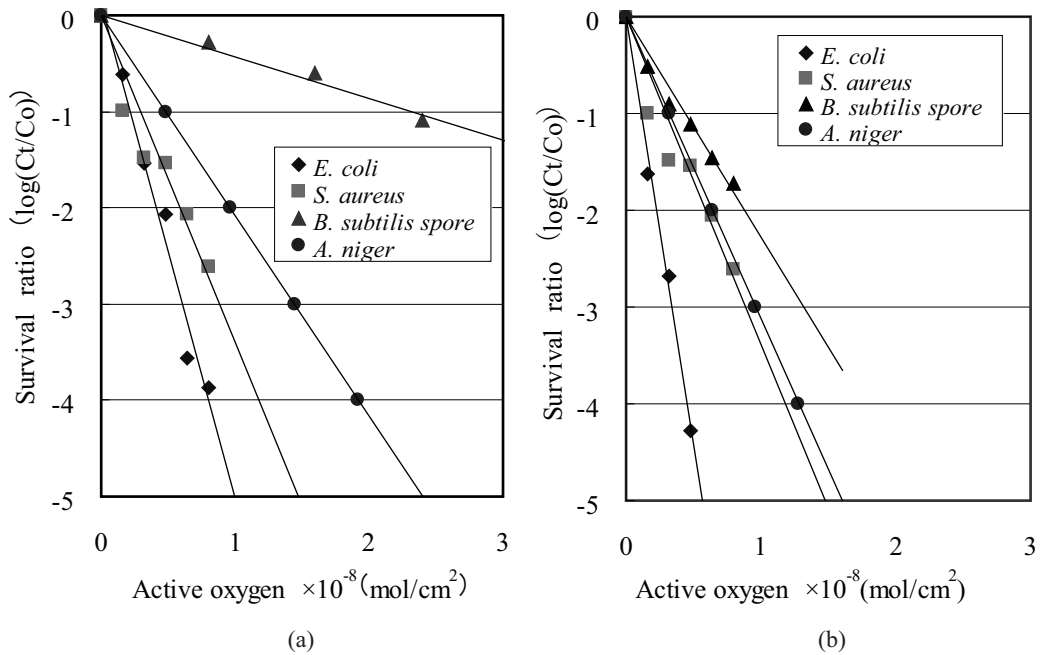 0
-1
-2
-3
-4
-5
Survival ratio (log(Ct/Co))
E. coli
S. aureus
B. subtilis spore
A. niger
0 1 2 3
Active oxygen ×10-8(mol/cm2)
(a)
0
-1
-2
-3
-4
-5
Survival ratio (log(Ct/Co))
E. coli
S. aureus
B. subtilis spore
A. niger
0 1 2 3
Active oxygen ×10-8(mol/cm2)
(b)